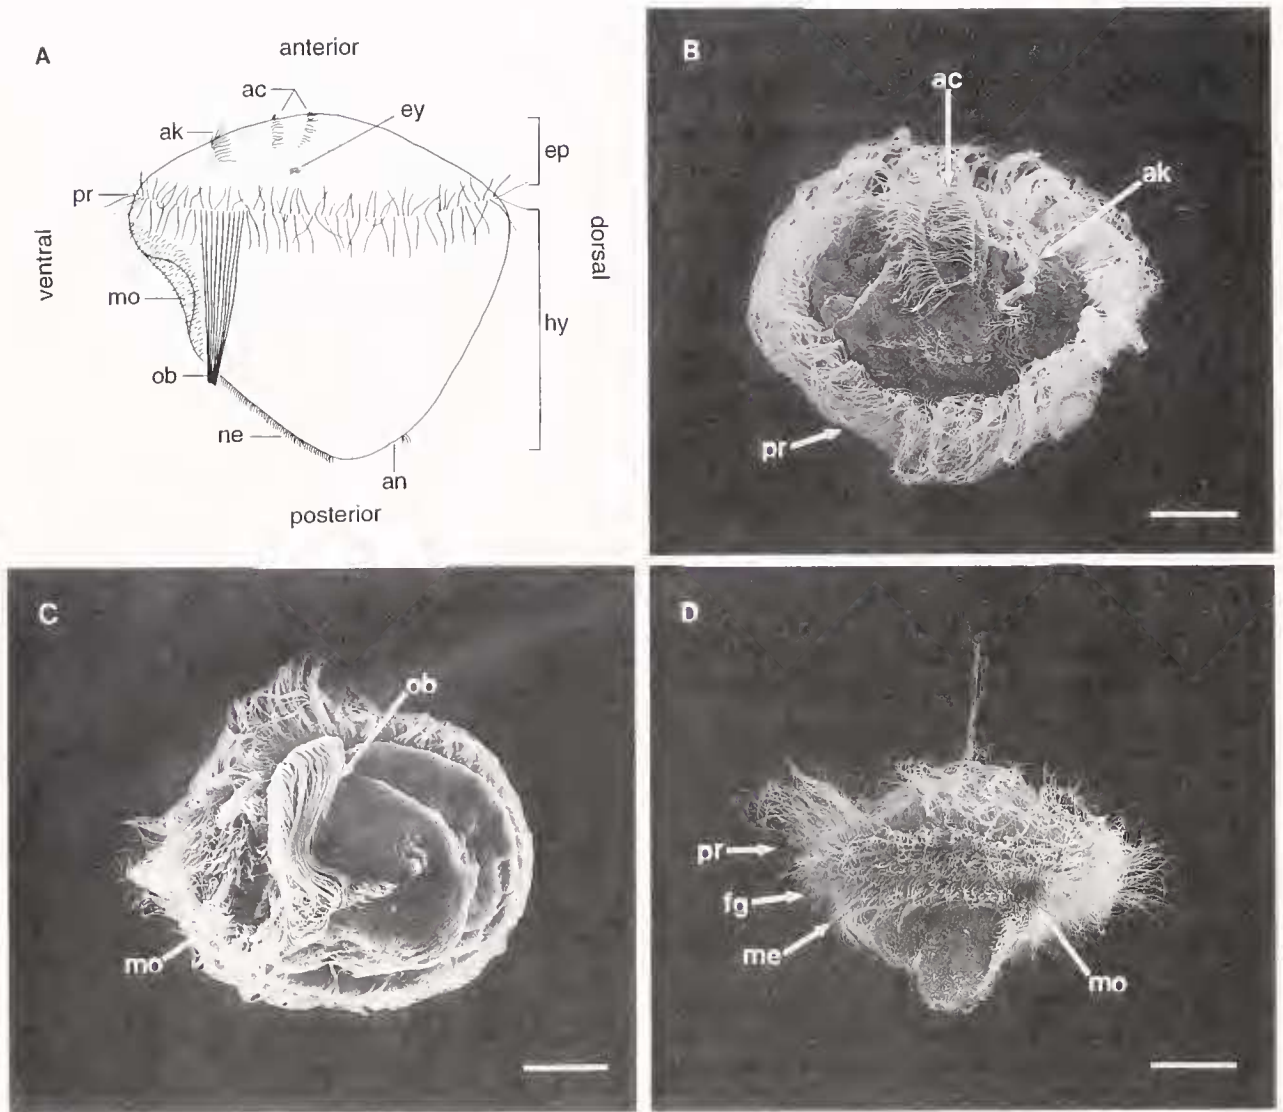 A
anterior
ac
ak
ey
ep
pr
ventral
dorsal
mo
hy
ob
ne
an
posterior
B
ac
ak
pr
C
ob
mo
D
pr
fg
me
mo